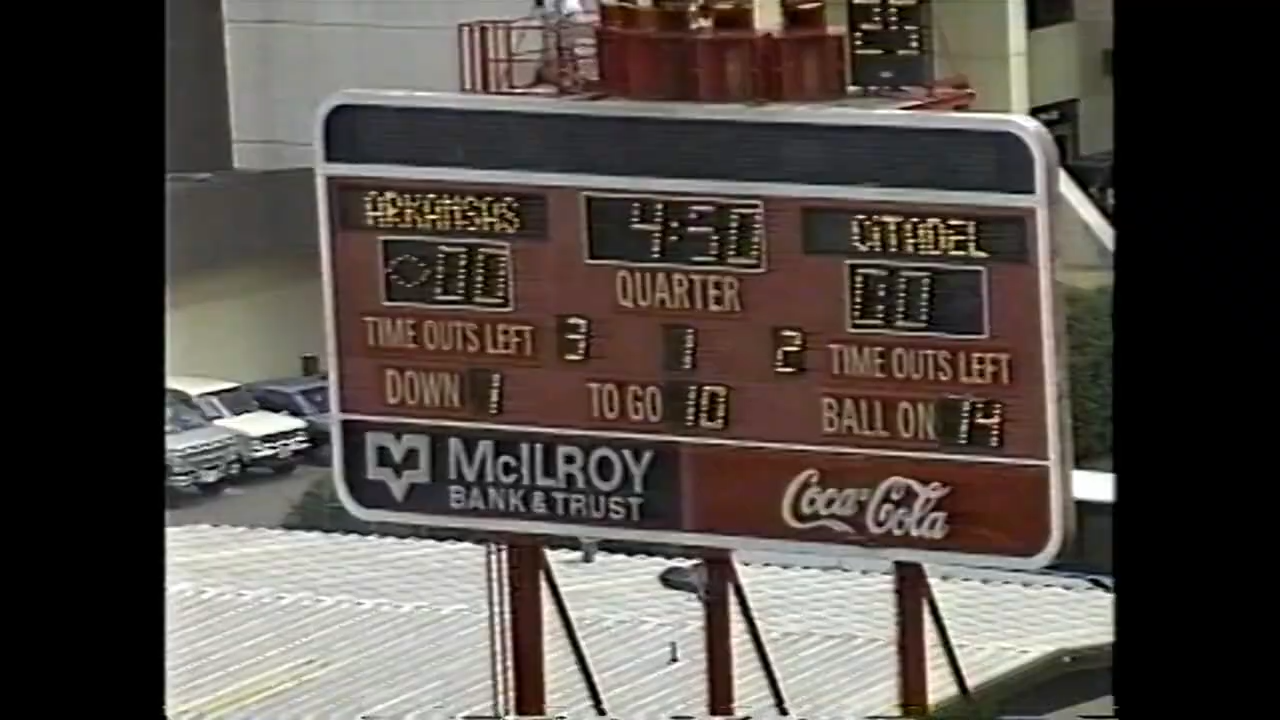 ARKANSAS 4:50 CITADEL
00 QUARTER 00
TIME OUTS LEFT 3 1 2 TIME OUTS LEFT
DOWN 1 TO GO 10 BALL ON 14
McILROY
BANK & TRUST
Coca-Cola